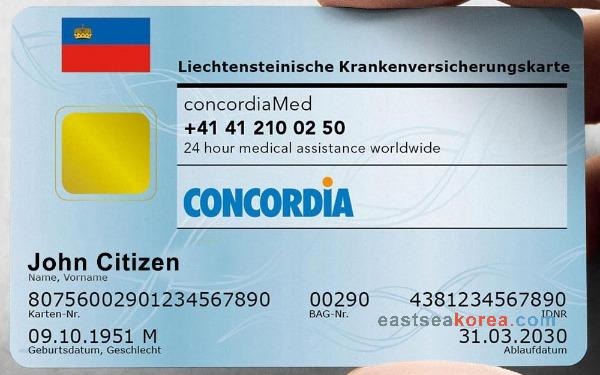 Liechtensteinische Krankenversicherungskarte
concordiaMed
+41 41 210 02 50
24 hour medical assistance worldwide
CONCORDIA
John Citizen
Name, Vorname
80756002901234567890 00290 4381234567890
Karten-Nr. BAG-Nr. IDNR
eastseakorea.com
09.10.1951 M 31.03.2030
Geburtsdatum, Geschlecht Ablaufdatum